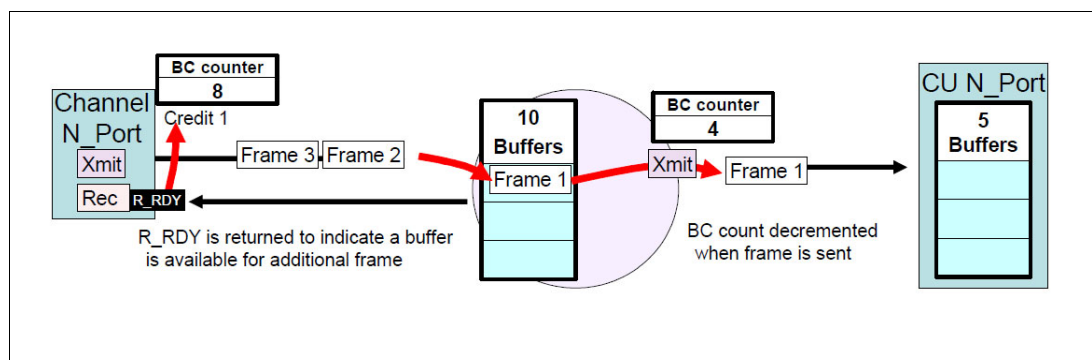 BC counter
8
Channel
N_Port
Credit 1
Xmit
Frame 3
Frame 2
Rec
R_RDY
R_RDY is returned to indicate a buffer
is available for additional frame
10
Buffers
Frame 1
BC counter
4
Xmit
Frame 1
BC count decremented
when frame is sent
CU N_Port
5
Buffers